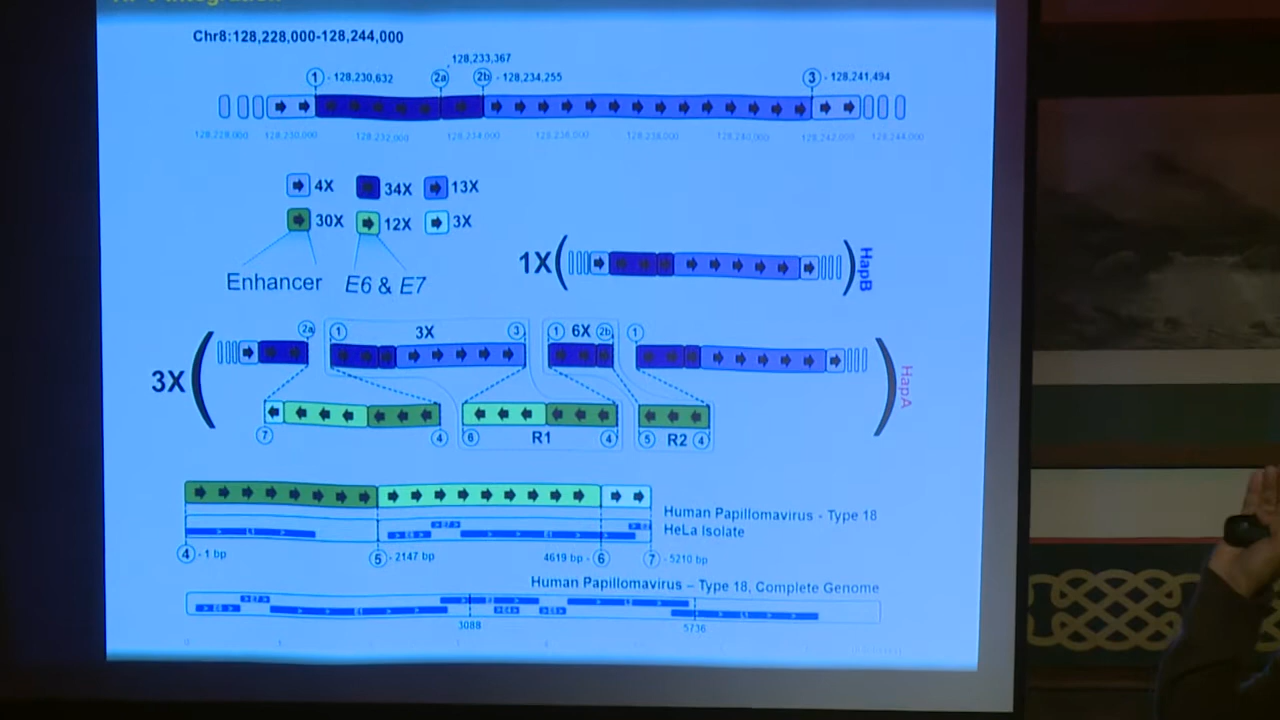 Chr8:128,228,000-128,244,000
128,233,367
1 - 128,230,632
2a
2b - 128,234,255
3 - 128,241,494
128,228,000 128,230,000 128,232,000 128,234,000 128,236,000 128,238,000 128,240,000 128,242,000 128,244,000
4X 34X 13X
30X 12X 3X
Enhancer E6 & E7
1X HapB
2a 1 3X 3 1 6X 2b 1
3X HapA
7 4 6 R1 4 5 R2 4
Human Papillomavirus - Type 18
HeLa Isolate
4 - 1 bp 5 - 2147 bp 4619 bp - 6 7 - 5210 bp
Human Papillomavirus – Type 18, Complete Genome
3088 5736